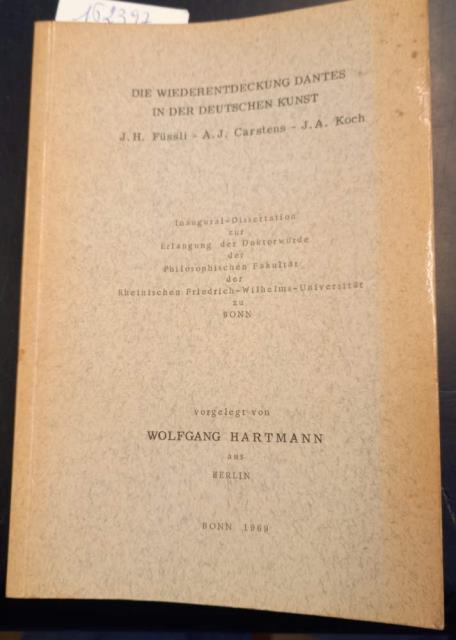 162392
DIE WIEDERENTDECKUNG DANTES
IN DER DEUTSCHEN KUNST
J.H. Füssli - A.J. Carstens - J.A. Koch
Inaugural-Dissertation
zur
Erlangung der Doktorwürde
der
Philosophischen Fakultät
der
Rheinischen Friedrich-Wilhelms-Universität
zu
BONN
vorgelegt von
WOLFGANG HARTMANN
aus
BERLIN
BONN 1969